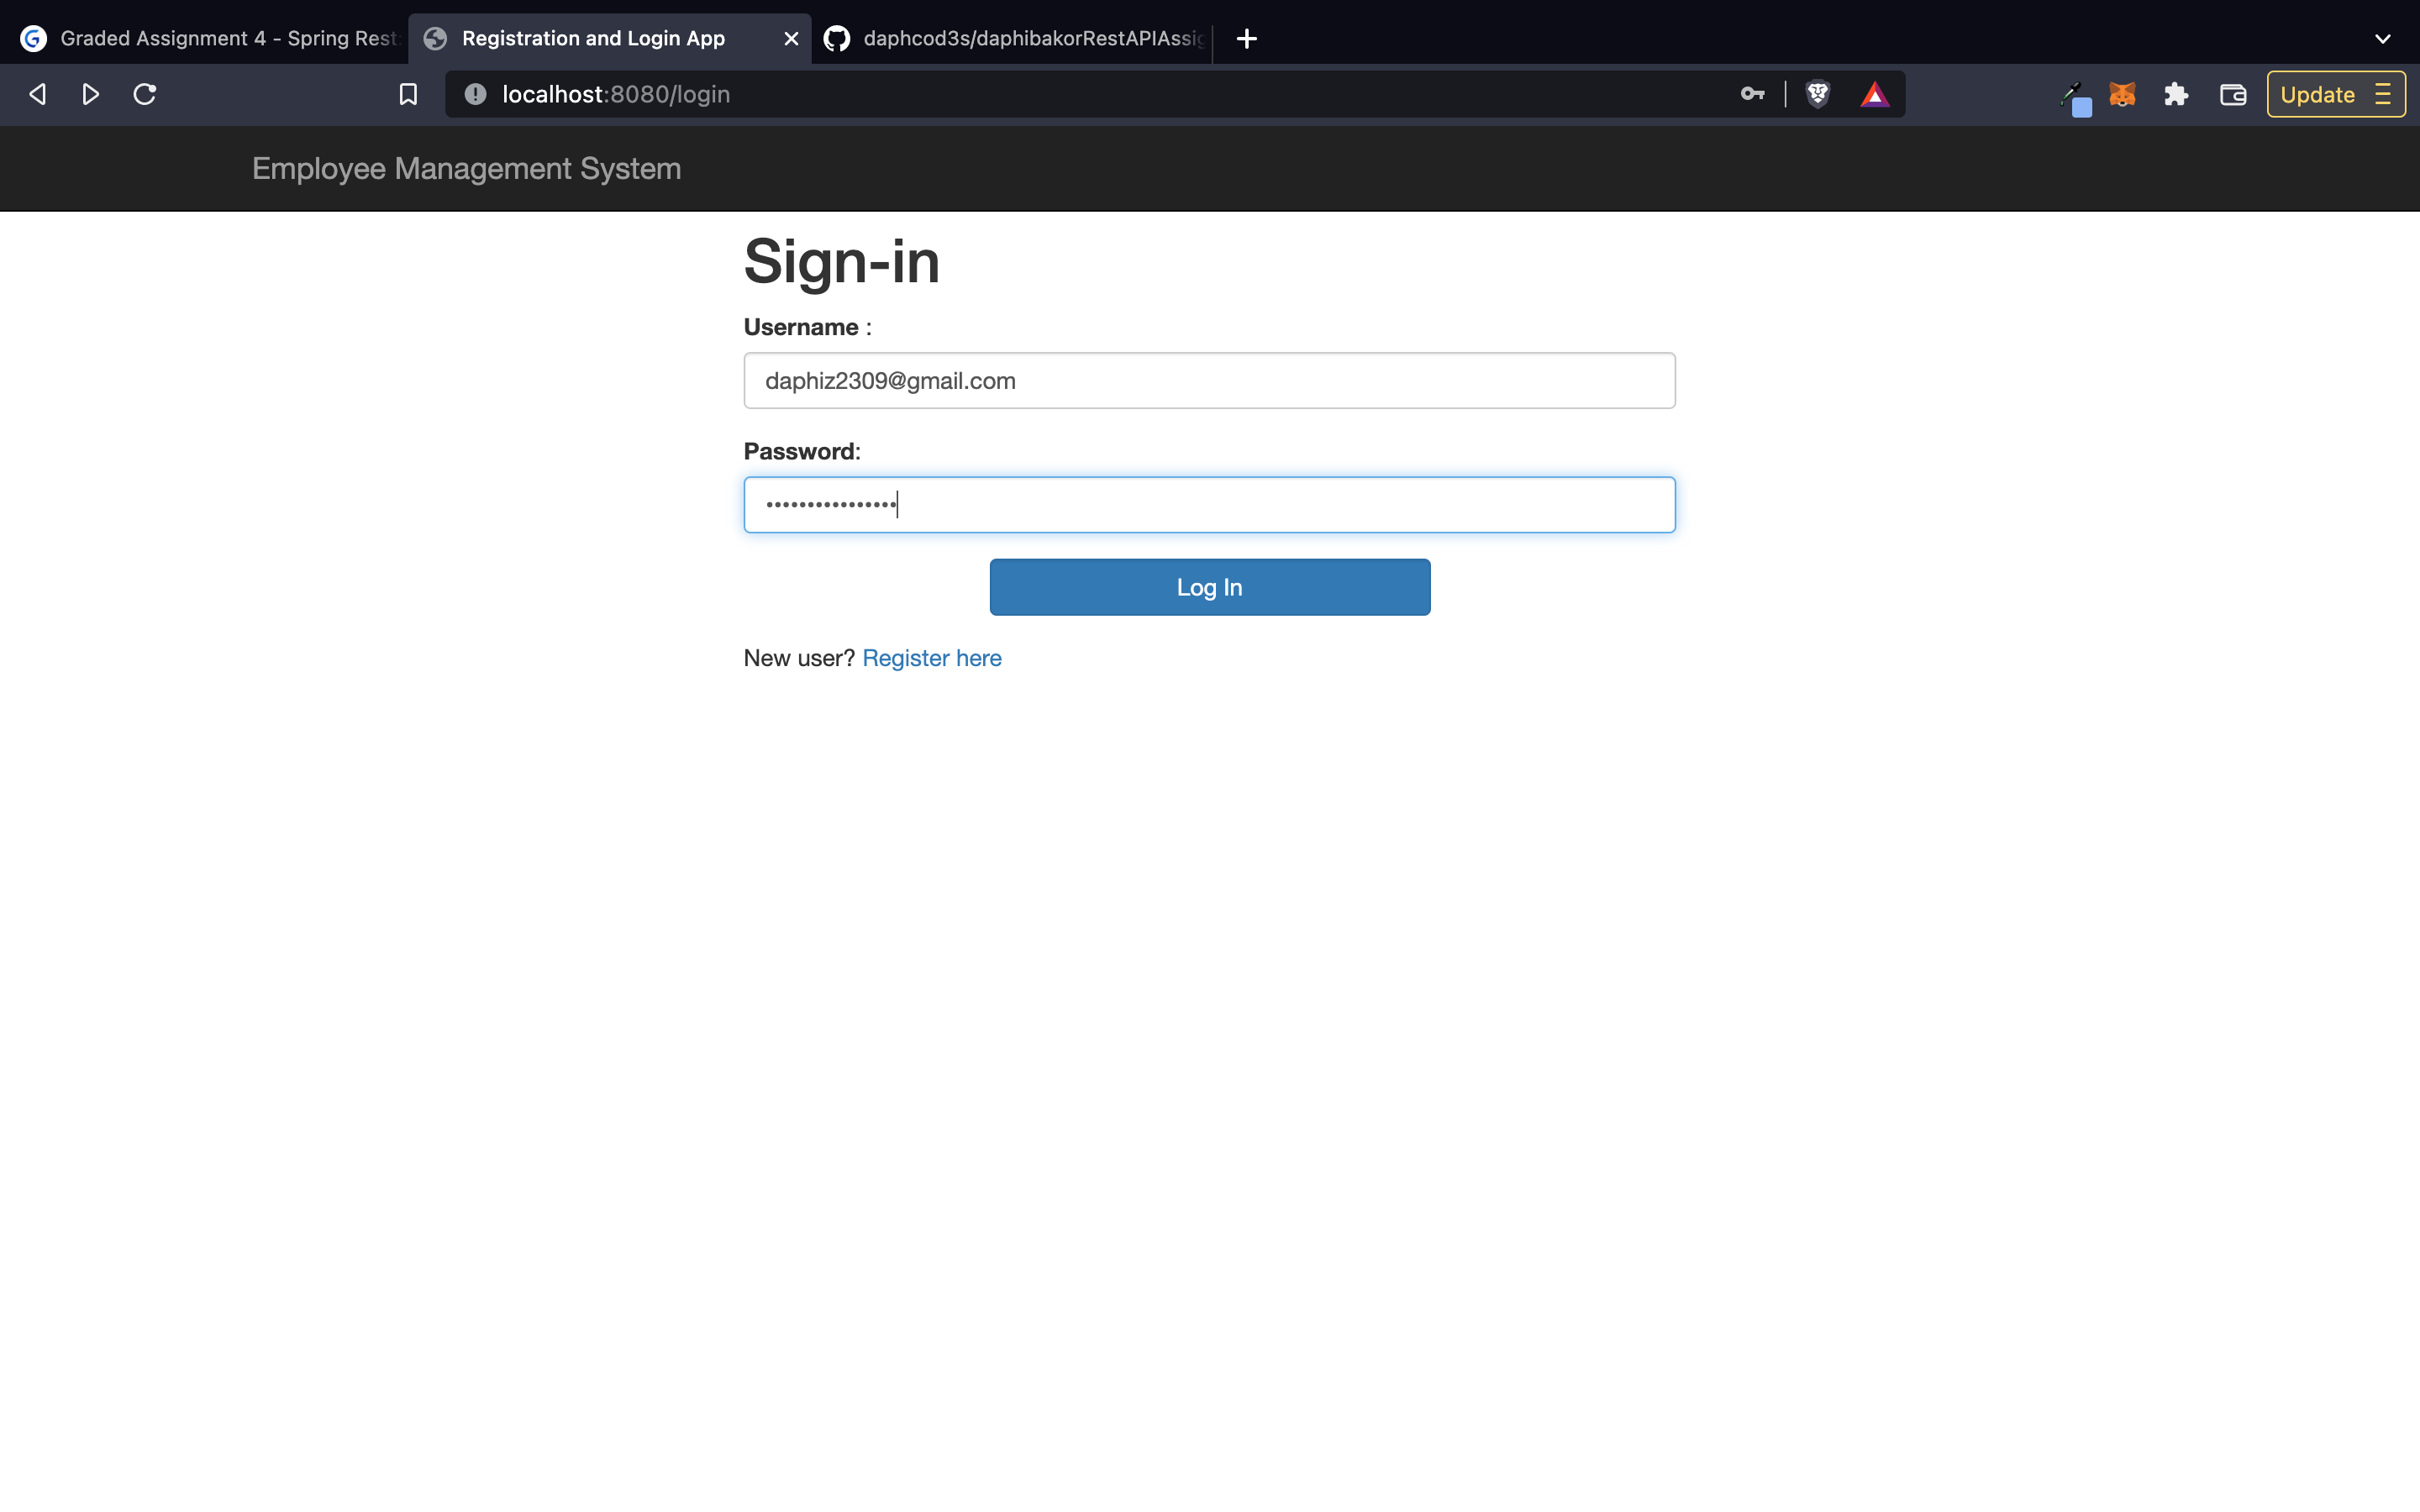 Graded Assignment 4 - Spring Rest
Registration and Login App
daphcod3s/daphibakorRestAPIAssig
localhost:8080/login
Update
Employee Management System
Sign-in
Username :
daphiz2309@gmail.com
Password:
••••••••••••••••
Log In
New user? Register here